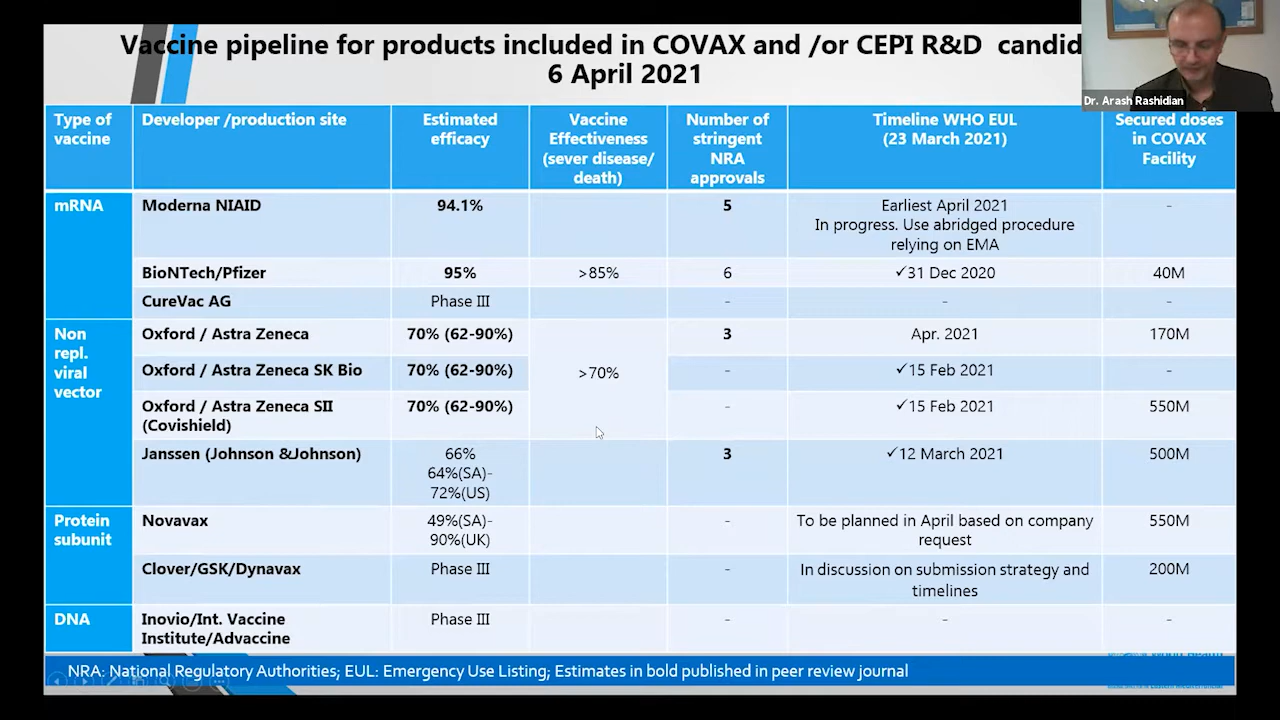 Vaccine pipeline for products included in COVAX and /or CEPI R&D candid
6 April 2021
Dr. Arash Rashidian
Type of vaccine
Developer /production site
Estimated efficacy
Vaccine Effectiveness (sever disease/ death)
Number of stringent NRA approvals
Timeline WHO EUL (23 March 2021)
Secured doses in COVAX Facility
mRNA
Moderna NIAID
94.1%
5
Earliest April 2021
In progress. Use abridged procedure
relying on EMA
-
BioNTech/Pfizer
95%
>85%
6
✓31 Dec 2020
40M
CureVac AG
Phase III
-
-
-
Non
repl.
viral
vector
Oxford / Astra Zeneca
70% (62-90%)
3
Apr. 2021
170M
Oxford / Astra Zeneca SK Bio
70% (62-90%)
>70%
-
✓15 Feb 2021
-
Oxford / Astra Zeneca SII
(Covishield)
70% (62-90%)
-
✓15 Feb 2021
550M
Janssen (Johnson &Johnson)
66%
64%(SA)-
72%(US)
3
✓12 March 2021
500M
Protein
subunit
Novavax
49%(SA)-
90%(UK)
-
To be planned in April based on company
request
550M
Clover/GSK/Dynavax
Phase III
-
In discussion on submission strategy and
timelines
200M
DNA
Inovio/Int. Vaccine
Institute/Advaccine
Phase III
-
-
-
NRA: National Regulatory Authorities; EUL: Emergency Use Listing; Estimates in bold published in peer review journal